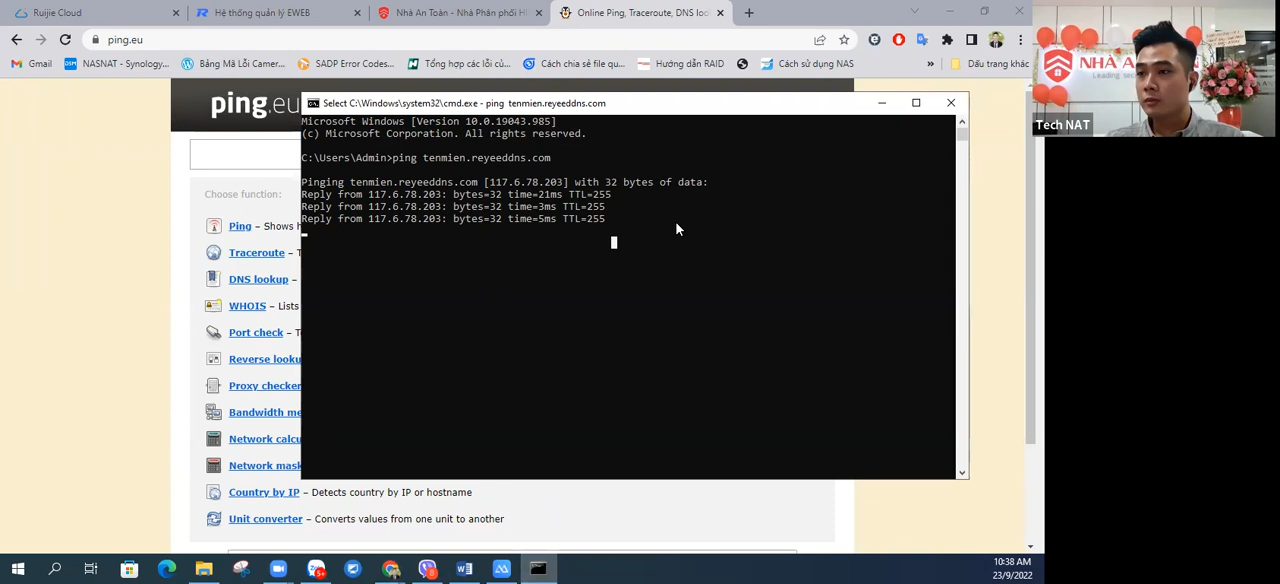 Ruijie Cloud
Hệ thống quản lý EWEB
Nhà An Toàn - Nhà Phân phối H
Online Ping, Traceroute, DNS loo
ping.eu
Gmail
NASNAT - Synology...
Bảng Mã Lỗi Camer...
SADP Error Codes...
Tổng hợp các lỗi củ...
Cách chia sẻ file qu...
Hướng dẫn RAID
Cách sử dụng NAS
»
Dấu trang khác
ping.eu
Choose function:
Ping – Shows h
Traceroute – T
DNS lookup –
WHOIS – Lists
Port check – T
Reverse looku
Proxy checker
Bandwidth me
Network calcu
Network mask
Country by IP – Detects country by IP or hostname
Unit converter – Converts values from one unit to another
Select C:\Windows\system32\cmd.exe - ping tenmien.reyeeddns.com
Microsoft Windows [Version 10.0.19043.985]
(c) Microsoft Corporation. All rights reserved.
C:\Users\Admin>ping tenmien.reyeeddns.com
Pinging tenmien.reyeeddns.com [117.6.78.203] with 32 bytes of data:
Reply from 117.6.78.203: bytes=32 time=21ms TTL=255
Reply from 117.6.78.203: bytes=32 time=3ms TTL=255
Reply from 117.6.78.203: bytes=32 time=5ms TTL=255
NHÀ AN
Leading sec
Tech NAT
10:38 AM
23/9/2022